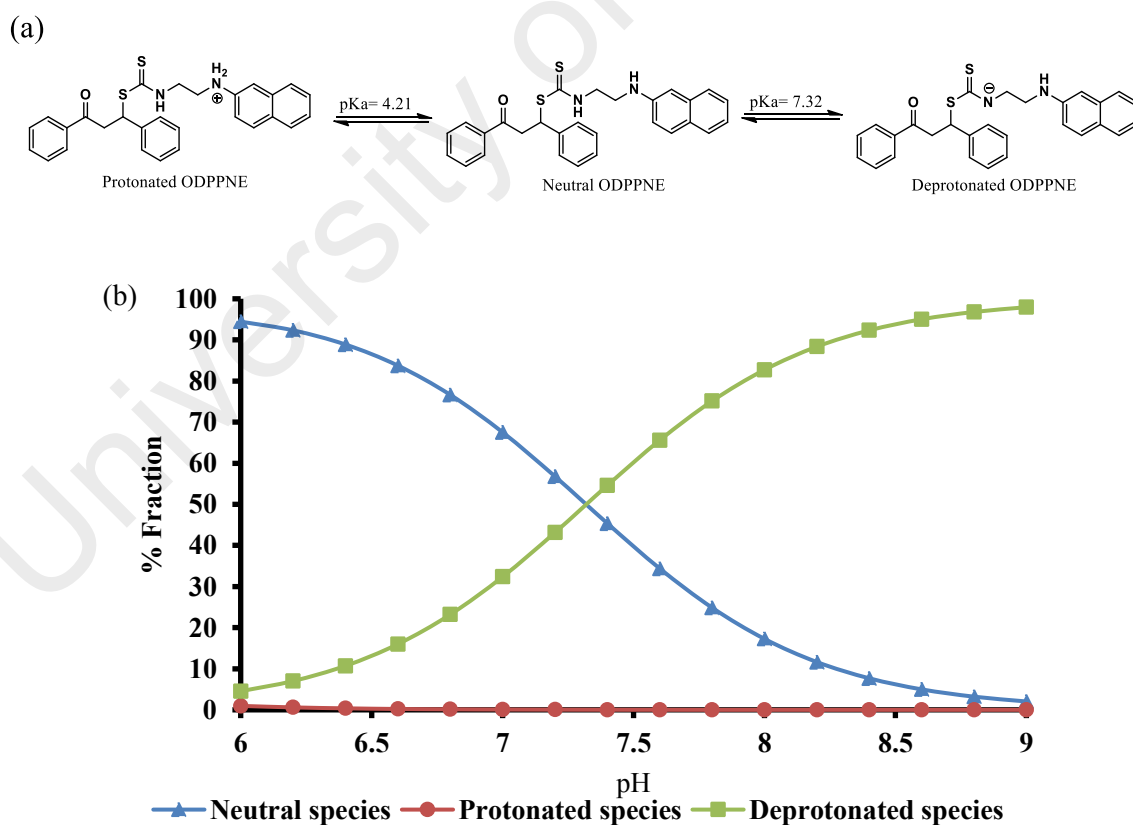 (a)
S
S
NH
H2
N
⊕
O
Protonated ODPPNE
pKa= 4.21
S
S
NH
H
N
O
Neutral ODPPNE
pKa= 7.32
S
S
N
⊖
H
N
O
Deprotonated ODPPNE
University of
(b)
% Fraction
100
90
80
70
60
50
40
30
20
10
0
6 6.5 7 7.5 8 8.5 9
pH
Neutral species Protonated species Deprotonated species